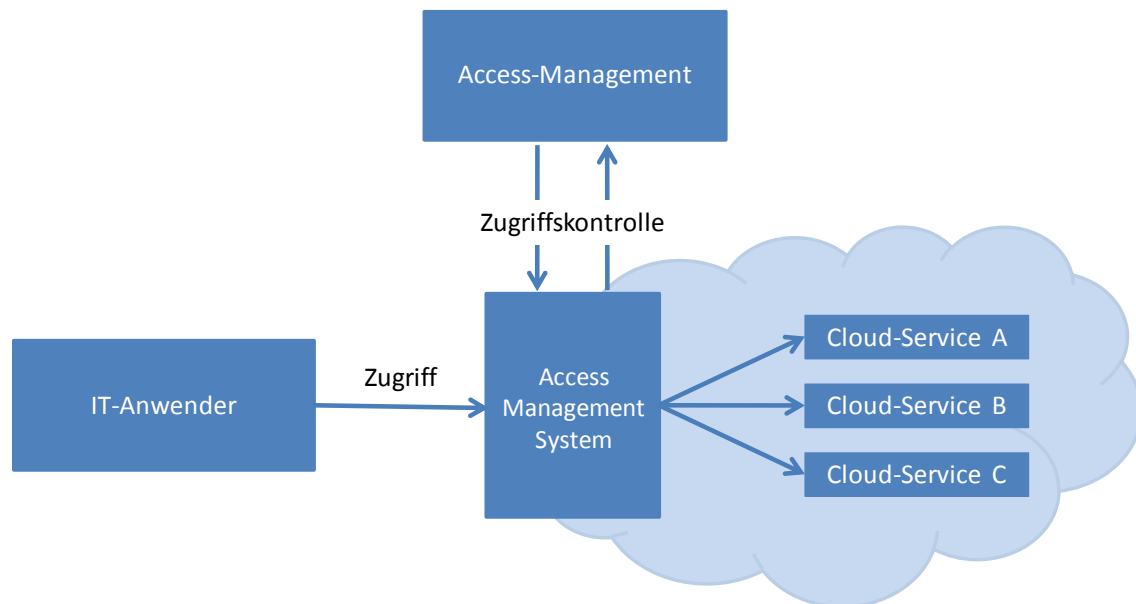 Access-Management
Zugriffskontrolle
IT-Anwender
Zugriff
Access
Management
System
Cloud-Service A
Cloud-Service B
Cloud-Service C